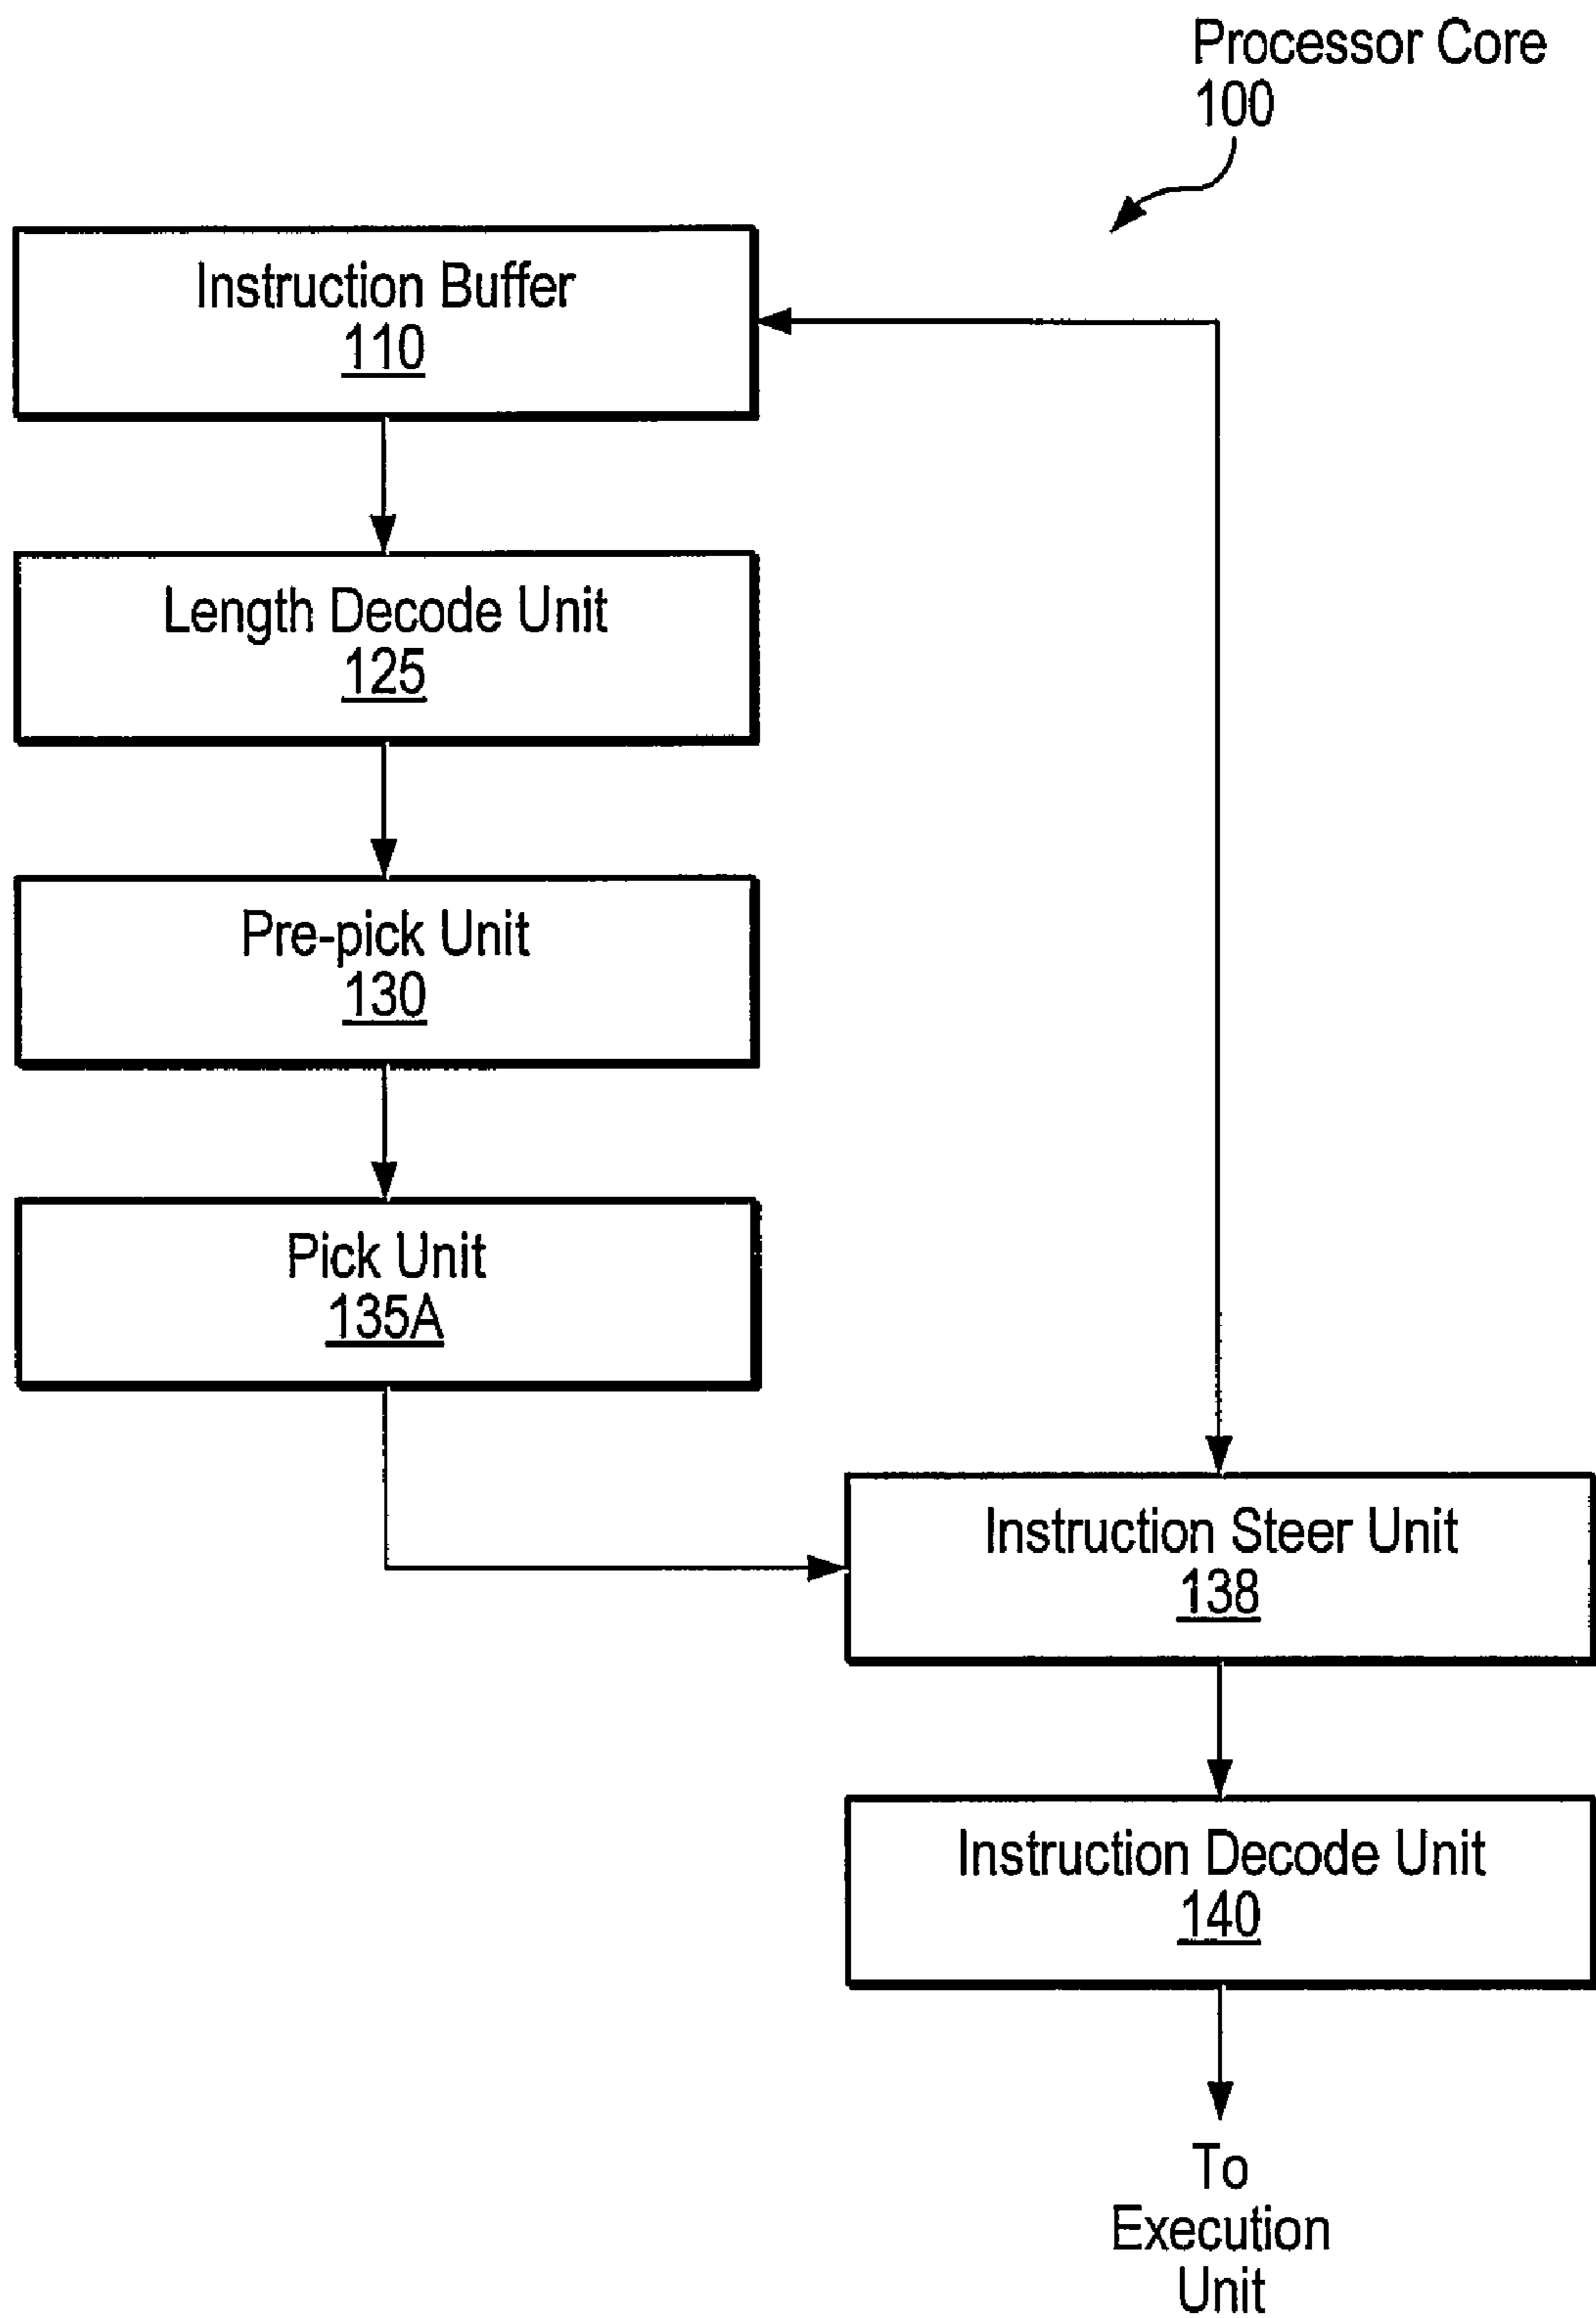 Processor Core
100
Instruction Buffer
110
Length Decode Unit
125
Pre-pick Unit
130
Pick Unit
135A
Instruction Steer Unit
138
Instruction Decode Unit
140
To
Execution
Unit